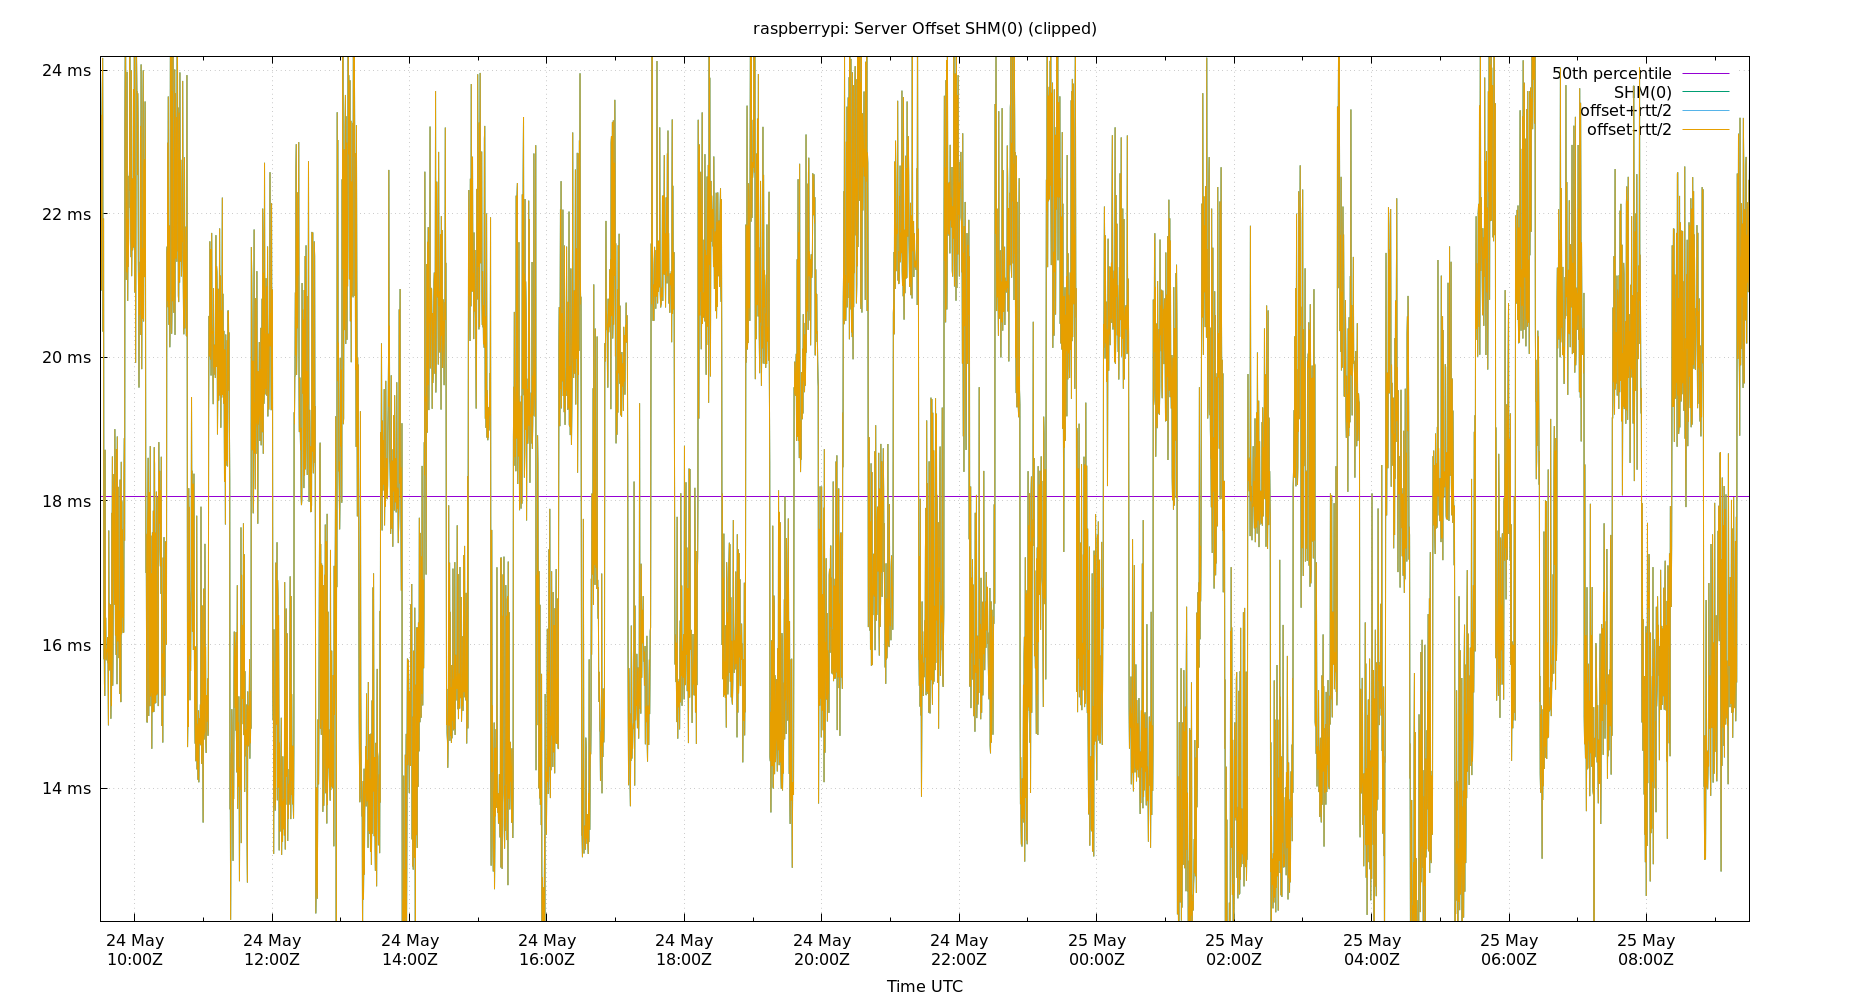 raspberrypi: Server Offset SHM(0) (clipped)
24 ms
22 ms
20 ms
18 ms
16 ms
14 ms
50th percentile
SHM(0)
offset+rtt/2
offset-rtt/2
24 May 24 May 24 May 24 May 24 May 24 May 24 May 25 May 25 May 25 May 25 May 25 May
10:00Z 12:00Z 14:00Z 16:00Z 18:00Z 20:00Z 22:00Z 00:00Z 02:00Z 04:00Z 06:00Z 08:00Z
Time UTC